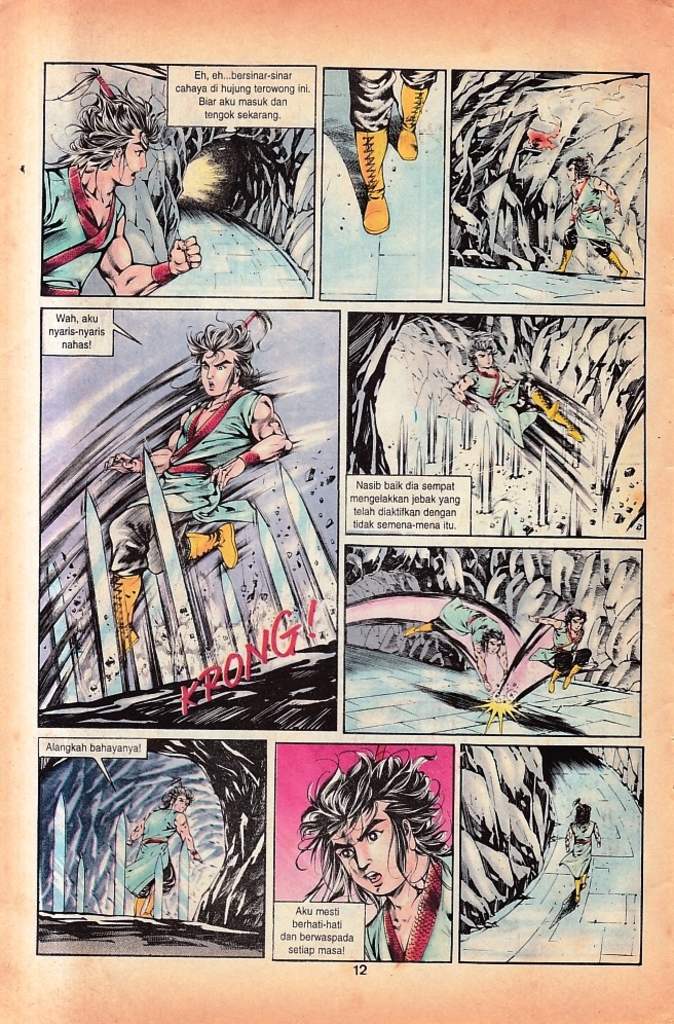 Eh, eh...bersinar-sinar
cahaya di hujung terowong ini.
Biar aku masuk dan
tengok sekarang.
Wah, aku
nyaris-nyaris
nahas!
KRONG!
Nasib baik dia sempat
mengelakkan jebak yang
telah diaktifkan dengan
tidak semena-mena itu.
Alangkah bahayanya!
Aku mesti
berhati-hati
dan berwaspada
setiap masa!
12